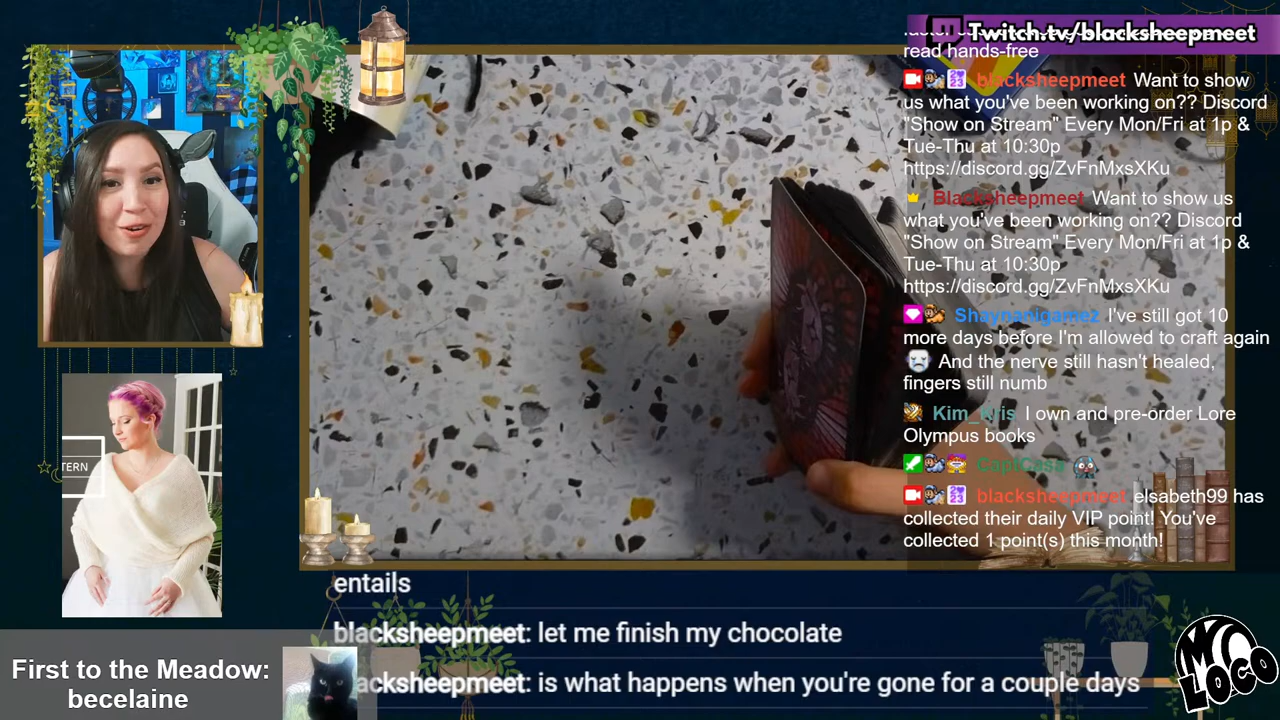 Twitch.tv/blacksheepmeet
read hands-free
blacksheepmeet Want to show
us what you've been working on?? Discord
"Show on Stream" Every Mon/Fri at 1p &
Tue-Thu at 10:30p
https://discord.gg/ZvFnMxsXKu
Blacksheepmeet Want to show us
what you've been working on?? Discord
"Show on Stream" Every Mon/Fri at 1p &
Tue-Thu at 10:30p
https://discord.gg/ZvFnMxsXKu
Shaynanigamez I've still got 10
more days before I'm allowed to craft again
And the nerve still hasn't healed,
fingers still numb
Kim_Kris I own and pre-order Lore
Olympus books
CaptCasa
blacksheepmeet elsabeth99 has
collected their daily VIP point! You've
collected 1 point(s) this month!
TERN
entails
blacksheepmeet: let me finish my chocolate
acksheepmeet: is what happens when you're gone for a couple days
First to the Meadow:
becelaine
MC
LOCO